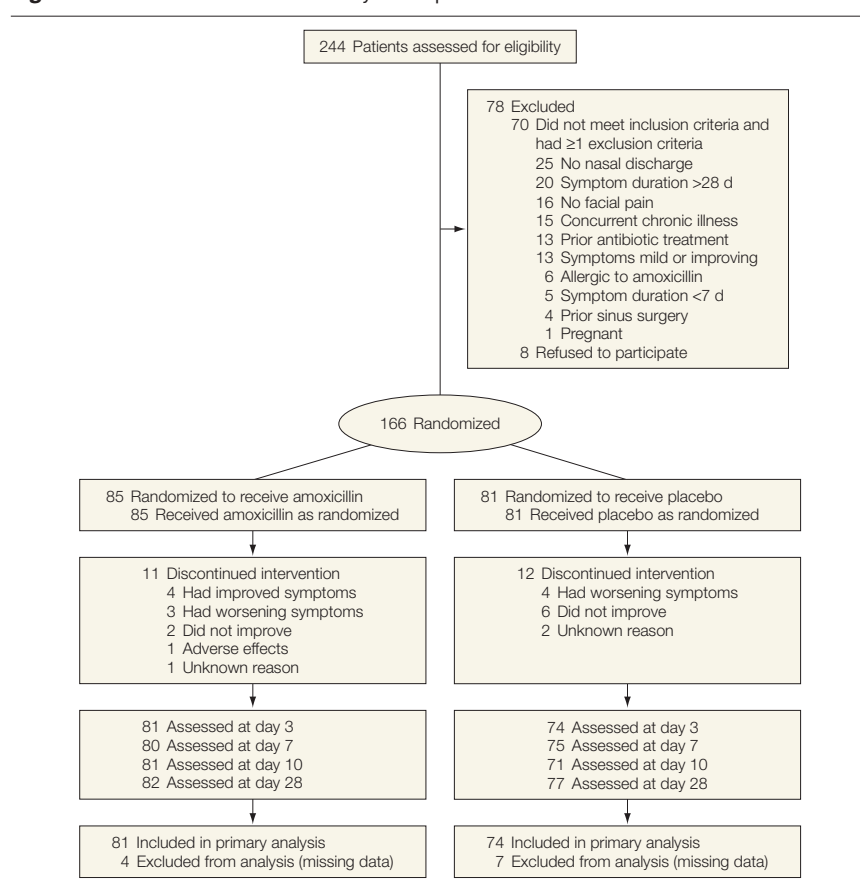 244 Patients assessed for eligibility
78 Excluded
70 Did not meet inclusion criteria and
had ≥1 exclusion criteria
25 No nasal discharge
20 Symptom duration >28 d
16 No facial pain
15 Concurrent chronic illness
13 Prior antibiotic treatment
13 Symptoms mild or improving
6 Allergic to amoxicillin
5 Symptom duration <7 d
4 Prior sinus surgery
1 Pregnant
8 Refused to participate
166 Randomized
85 Randomized to receive amoxicillin
85 Received amoxicillin as randomized
81 Randomized to receive placebo
81 Received placebo as randomized
11 Discontinued intervention
4 Had improved symptoms
3 Had worsening symptoms
2 Did not improve
1 Adverse effects
1 Unknown reason
12 Discontinued intervention
4 Had worsening symptoms
6 Did not improve
2 Unknown reason
81 Assessed at day 3
80 Assessed at day 7
81 Assessed at day 10
82 Assessed at day 28
74 Assessed at day 3
75 Assessed at day 7
71 Assessed at day 10
77 Assessed at day 28
81 Included in primary analysis
4 Excluded from analysis (missing data)
74 Included in primary analysis
7 Excluded from analysis (missing data)